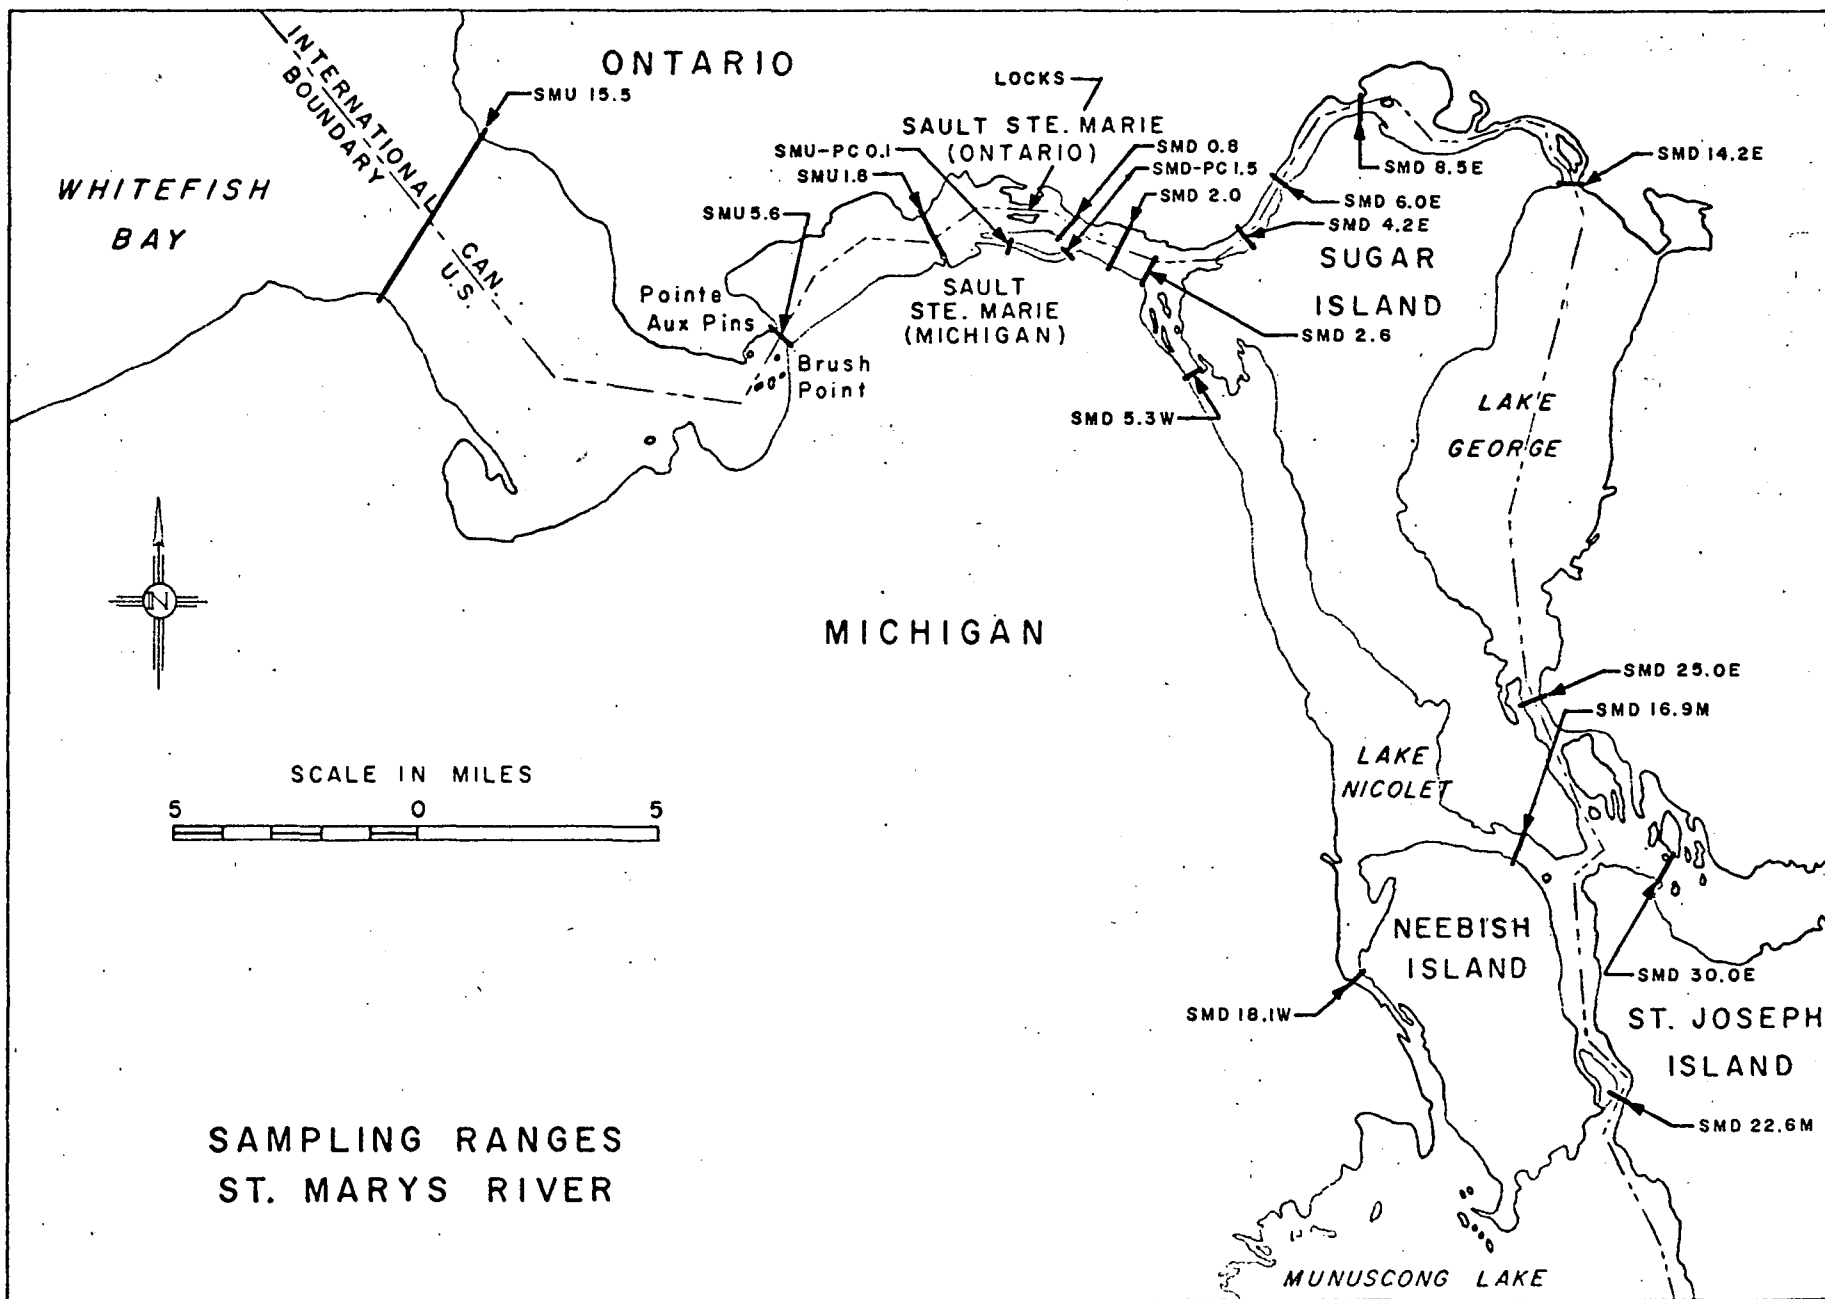 INTERNATIONAL
BOUNDARY
ONTARIO
SMU 15.5
LOCKS
SAULT STE. MARIE
(ONTARIO)
SMU-PC 0.1
SMU 1.8
SMU 5.6
SMD 0.8
SMD-PC 1.5
SMD 2.0
SMD 8.5E
SMD 14.2E
SMD 6.0E
SMD 4.2E
WHITEFISH
BAY
CAN.
U.S.
SUGAR
ISLAND
Pointe
Aux Pins
SAULT
STE. MARIE
(MICHIGAN)
SMD 2.6
Brush
Point
SMD 5.3W
LAKE
GEORGE
N
MICHIGAN
SMD 25.0E
SMD 16.9M
LAKE
NICOLET
SCALE IN MILES
5 0 5
NEEBISH
ISLAND
SMD 30.0E
SMD 18.1W
ST. JOSEPH
ISLAND
SMD 22.6M
SAMPLING RANGES
ST. MARYS RIVER
MUNUSCONG LAKE